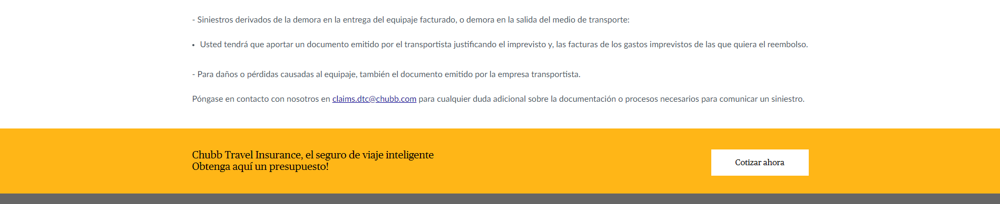 - Siniestros derivados de la demora en la entrega del equipaje facturado, o demora en la salida del medio de transporte:
• Usted tendrá que aportar un documento emitido por el transportista justificando el imprevisto y, las facturas de los gastos imprevistos de las que quiera el reembolso.
- Para daños o pérdidas causadas al equipaje, también el documento emitido por la empresa transportista.
Póngase en contacto con nosotros en claims.dtc@chubb.com para cualquier duda adicional sobre la documentación o procesos necesarios para comunicar un siniestro.
Chubb Travel Insurance, el seguro de viaje inteligente
Obtenga aquí un presupuesto!
Cotizar ahora